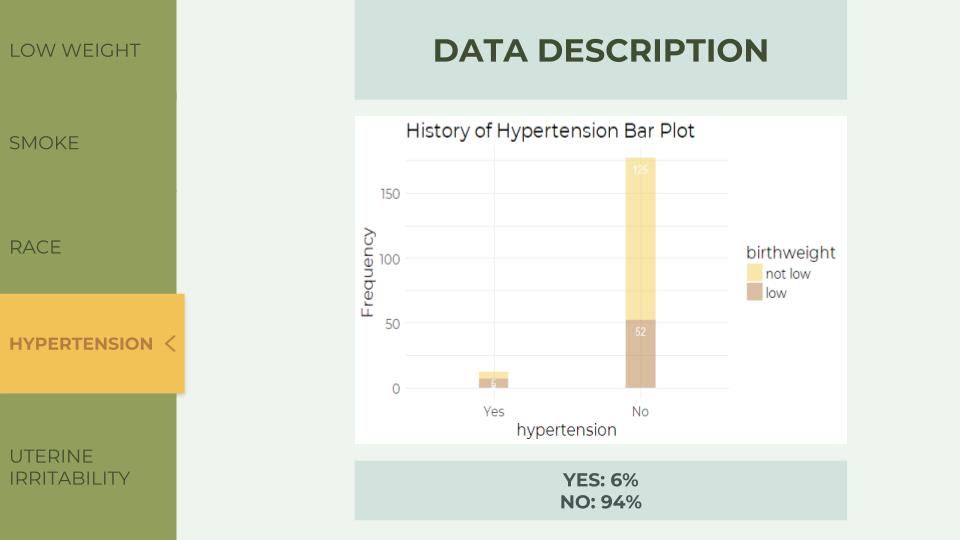 LOW WEIGHT
SMOKE
RACE
HYPERTENSION
UTERINE
IRRITABILITY
DATA DESCRIPTION
History of Hypertension Bar Plot
Frequency
150
100
50
0
125
52
Yes
No
hypertension
birthweight
not low
low
YES: 6%
NO: 94%